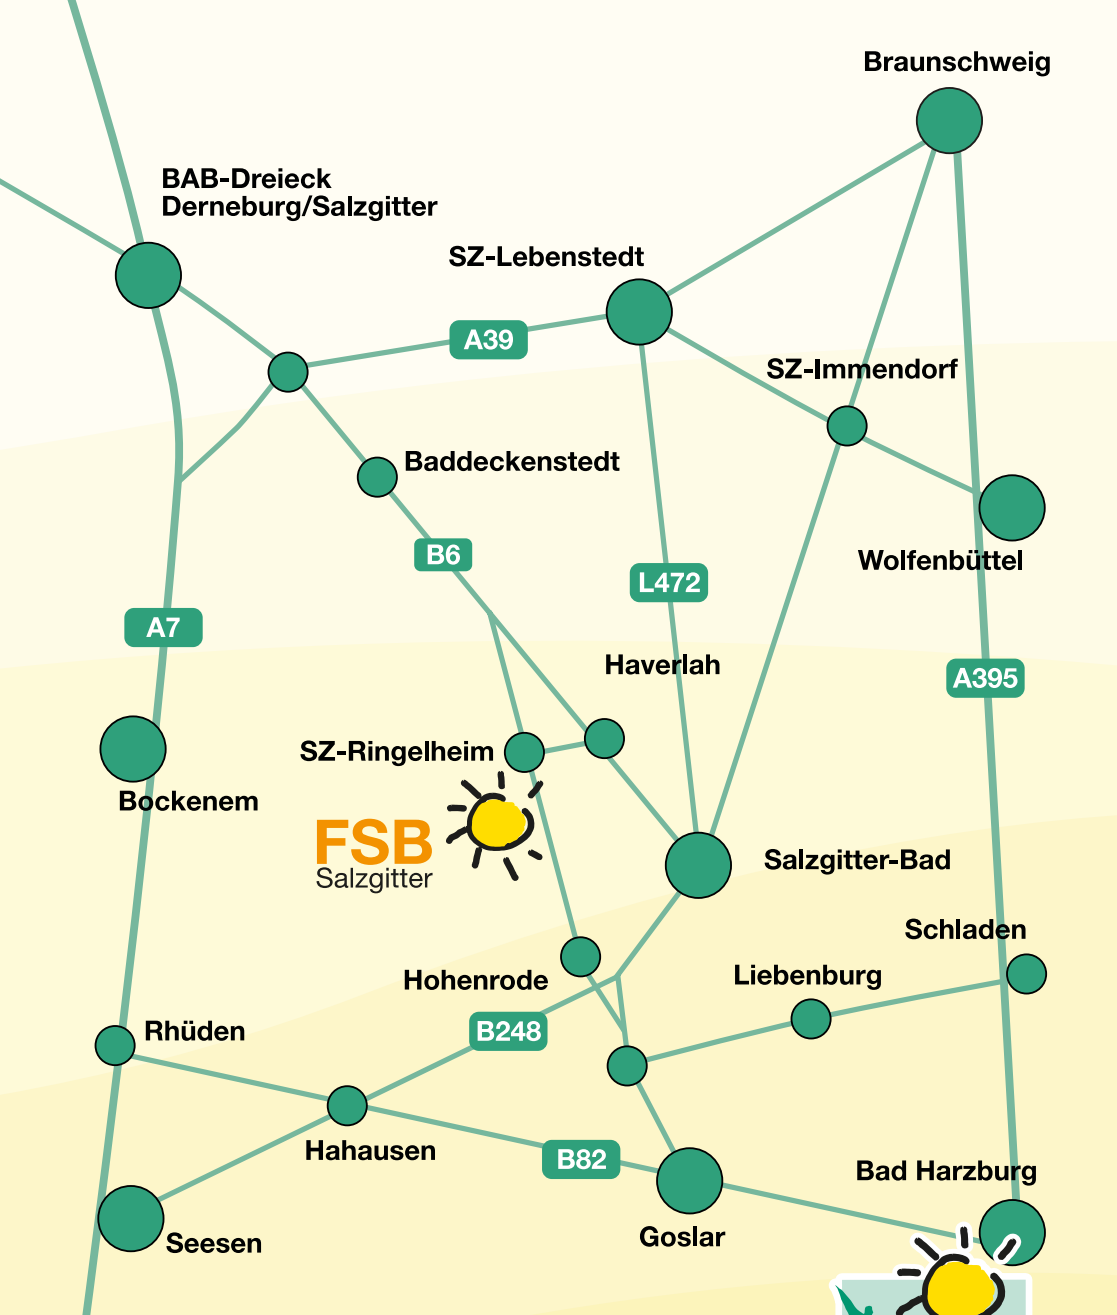 Braunschweig
BAB-Dreieck
Derneburg/Salzgitter
SZ-Lebenstedt
A39
SZ-Immendorf
Baddeckenstedt
B6
L472
Wolfenbüttel
A7
Haverlah
A395
SZ-Ringelheim
Bockenem
FSB
Salzgitter
Salzgitter-Bad
Schladen
Hohenrode
Liebenburg
Rhüden
B248
Hahausen
B82
Bad Harzburg
Goslar
Seesen